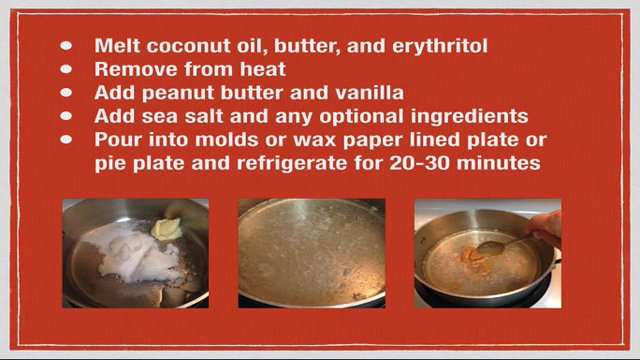 • Melt coconut oil, butter, and erythritol
• Remove from heat
• Add peanut butter and vanilla
• Add sea salt and any optional ingredients
• Pour into molds or wax paper lined plate or
pie plate and refrigerate for 20-30 minutes